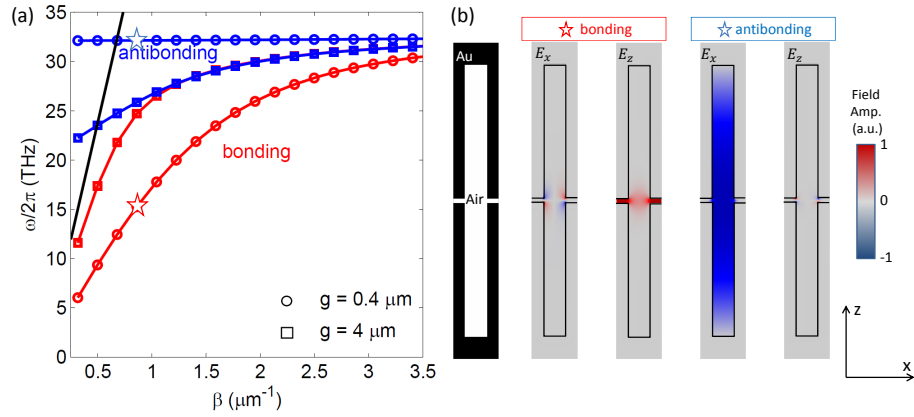 (a)
ω/2π (THz)
35
30
25
20
15
10
5
0
antibonding
bonding
g = 0.4 μm
g = 4 μm
0.5 1 1.5 2 2.5 3 3.5
β (μm⁻¹)
(b)
☆ bonding
☆ antibonding
Au
Air
E_x
E_z
E_x
E_z
Field
Amp.
(a.u.)
1
0
-1
z
x